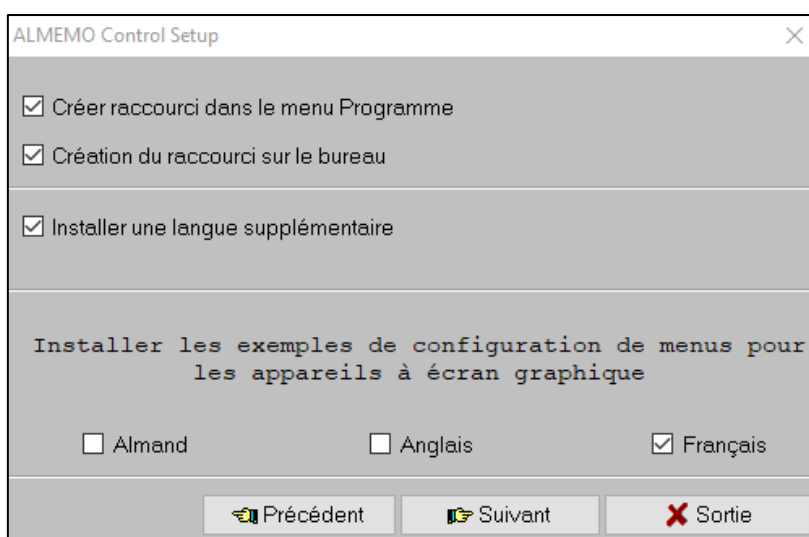 ALMEMO Control Setup
Créer raccourci dans le menu Programme
Création du raccourci sur le bureau
Installer une langue supplémentaire
Installer les exemples de configuration de menus pour
les appareils à écran graphique
Almand Anglais Français
Précédent Suivant Sortie